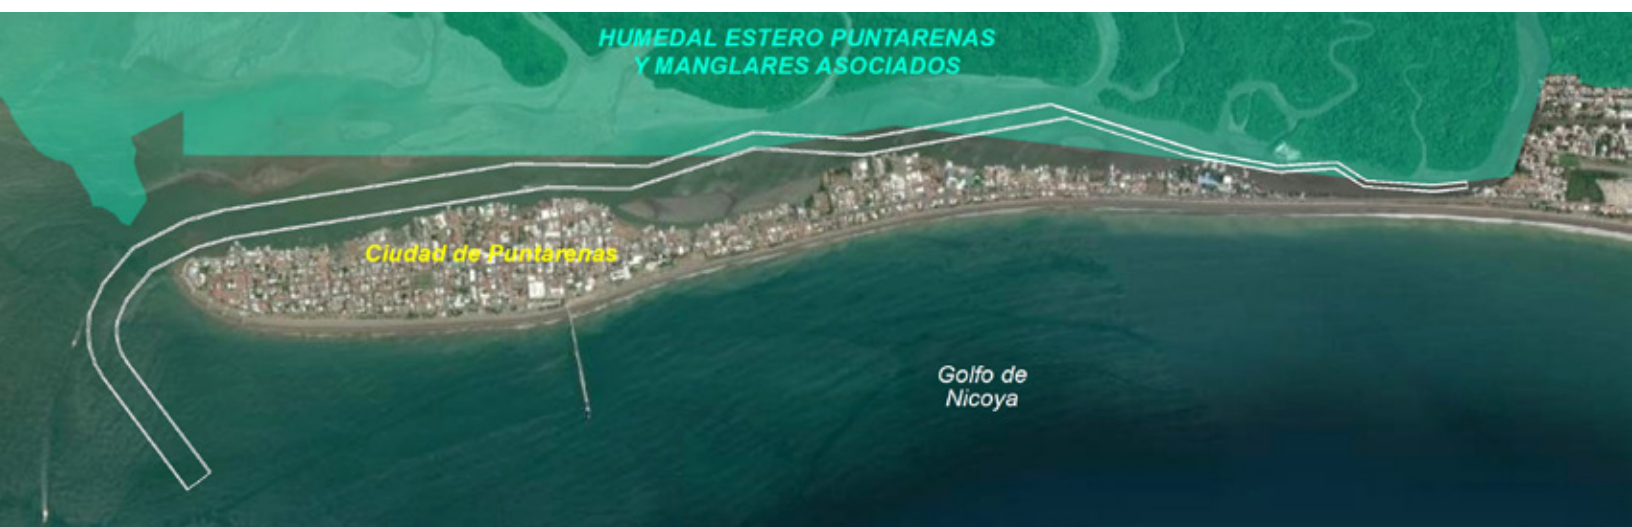 HUMEDAL ESTERO PUNTARENAS
Y MANGLARES ASOCIADOS
Ciudad de Puntarenas
Golfo de
Nicoya